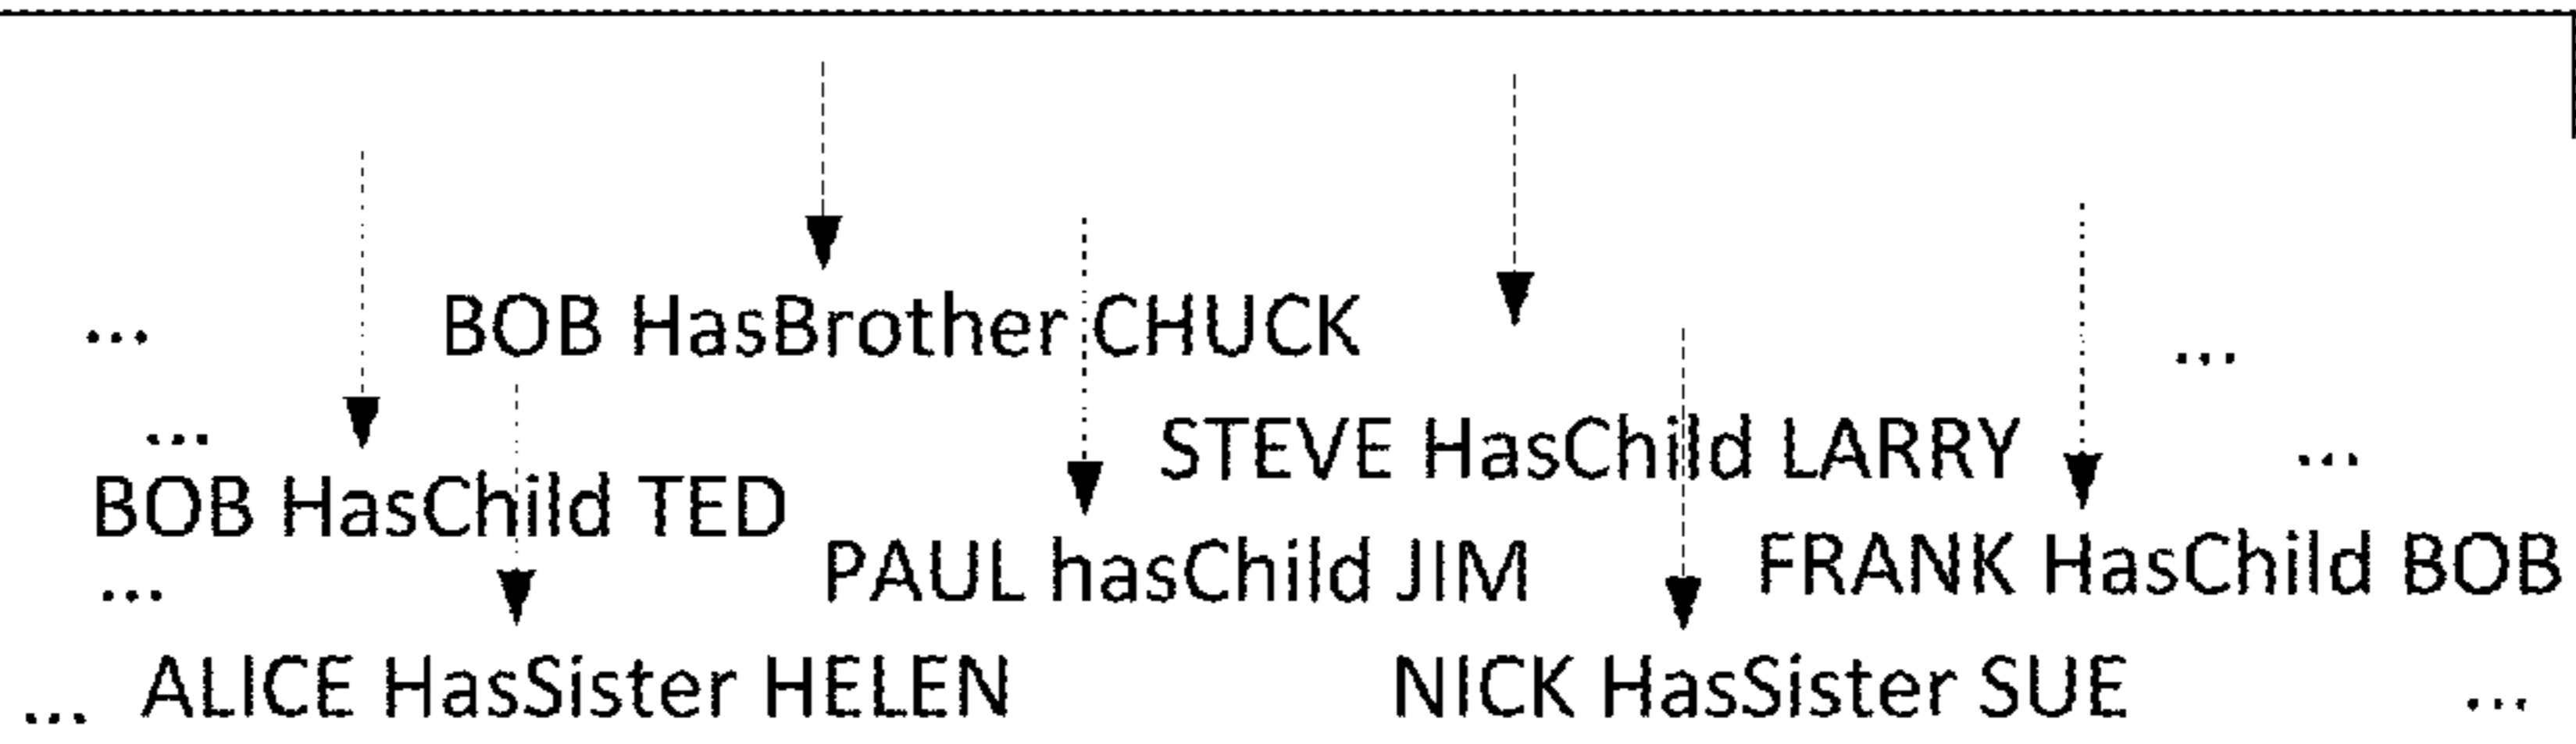 ... BOB HasBrother CHUCK ...
... STEVE HasChild LARRY ...
BOB HasChild TED
... PAUL hasChild JIM FRANK HasChild BOB
... ALICE HasSister HELEN NICK HasSister SUE ...